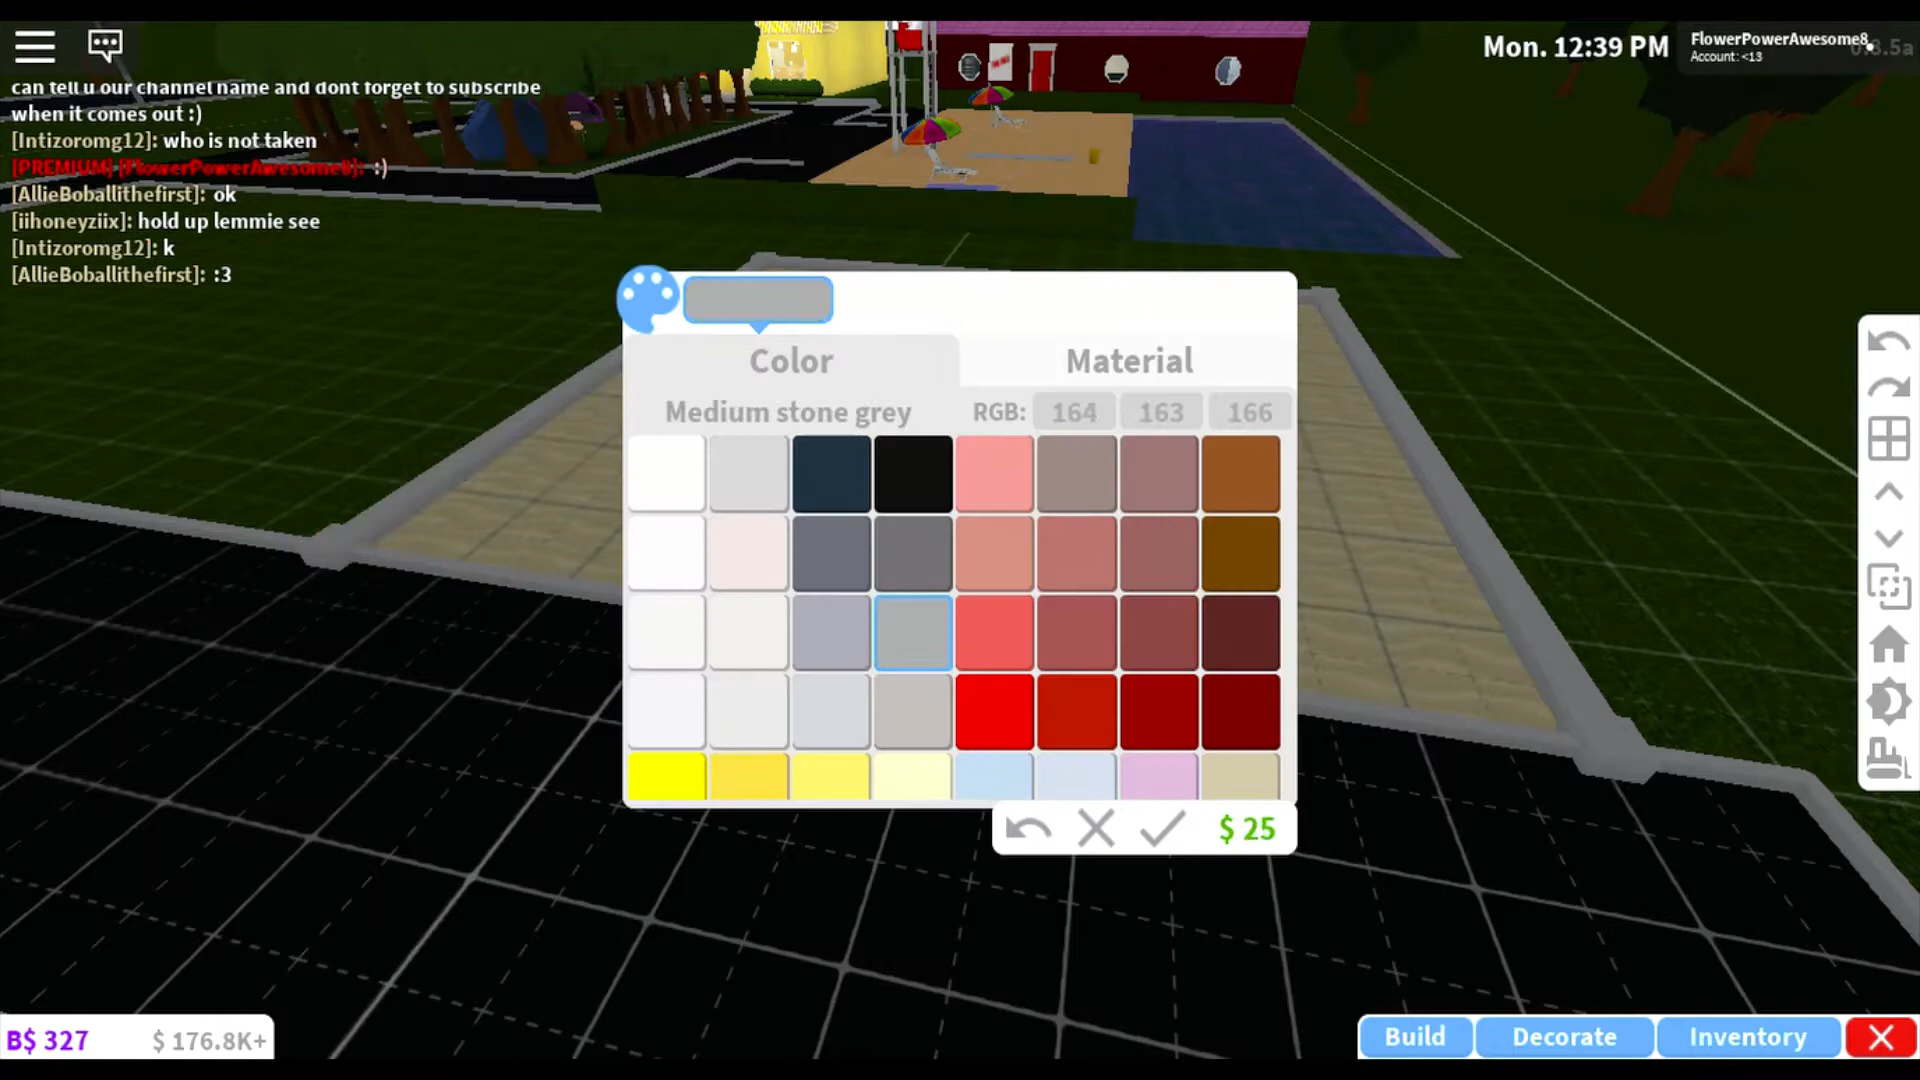 Mon. 12:39 PM
FlowerPowerAwesome8
Account: <13
can tell u our channel name and dont forget to subscribe
when it comes out :)
[Intizoromg12]: who is not taken
[PREMIUM] [FlowerPowerAwesome8]: :)
[AllieBoballithefirst]: ok
[iihoneyziix]: hold up lemmie see
[Intizoromg12]: k
[AllieBoballithefirst]: :3
Color
Material
Medium stone grey
RGB: 164 163 166
$ 25
B$ 327
$ 176.8K+
Build
Decorate
Inventory